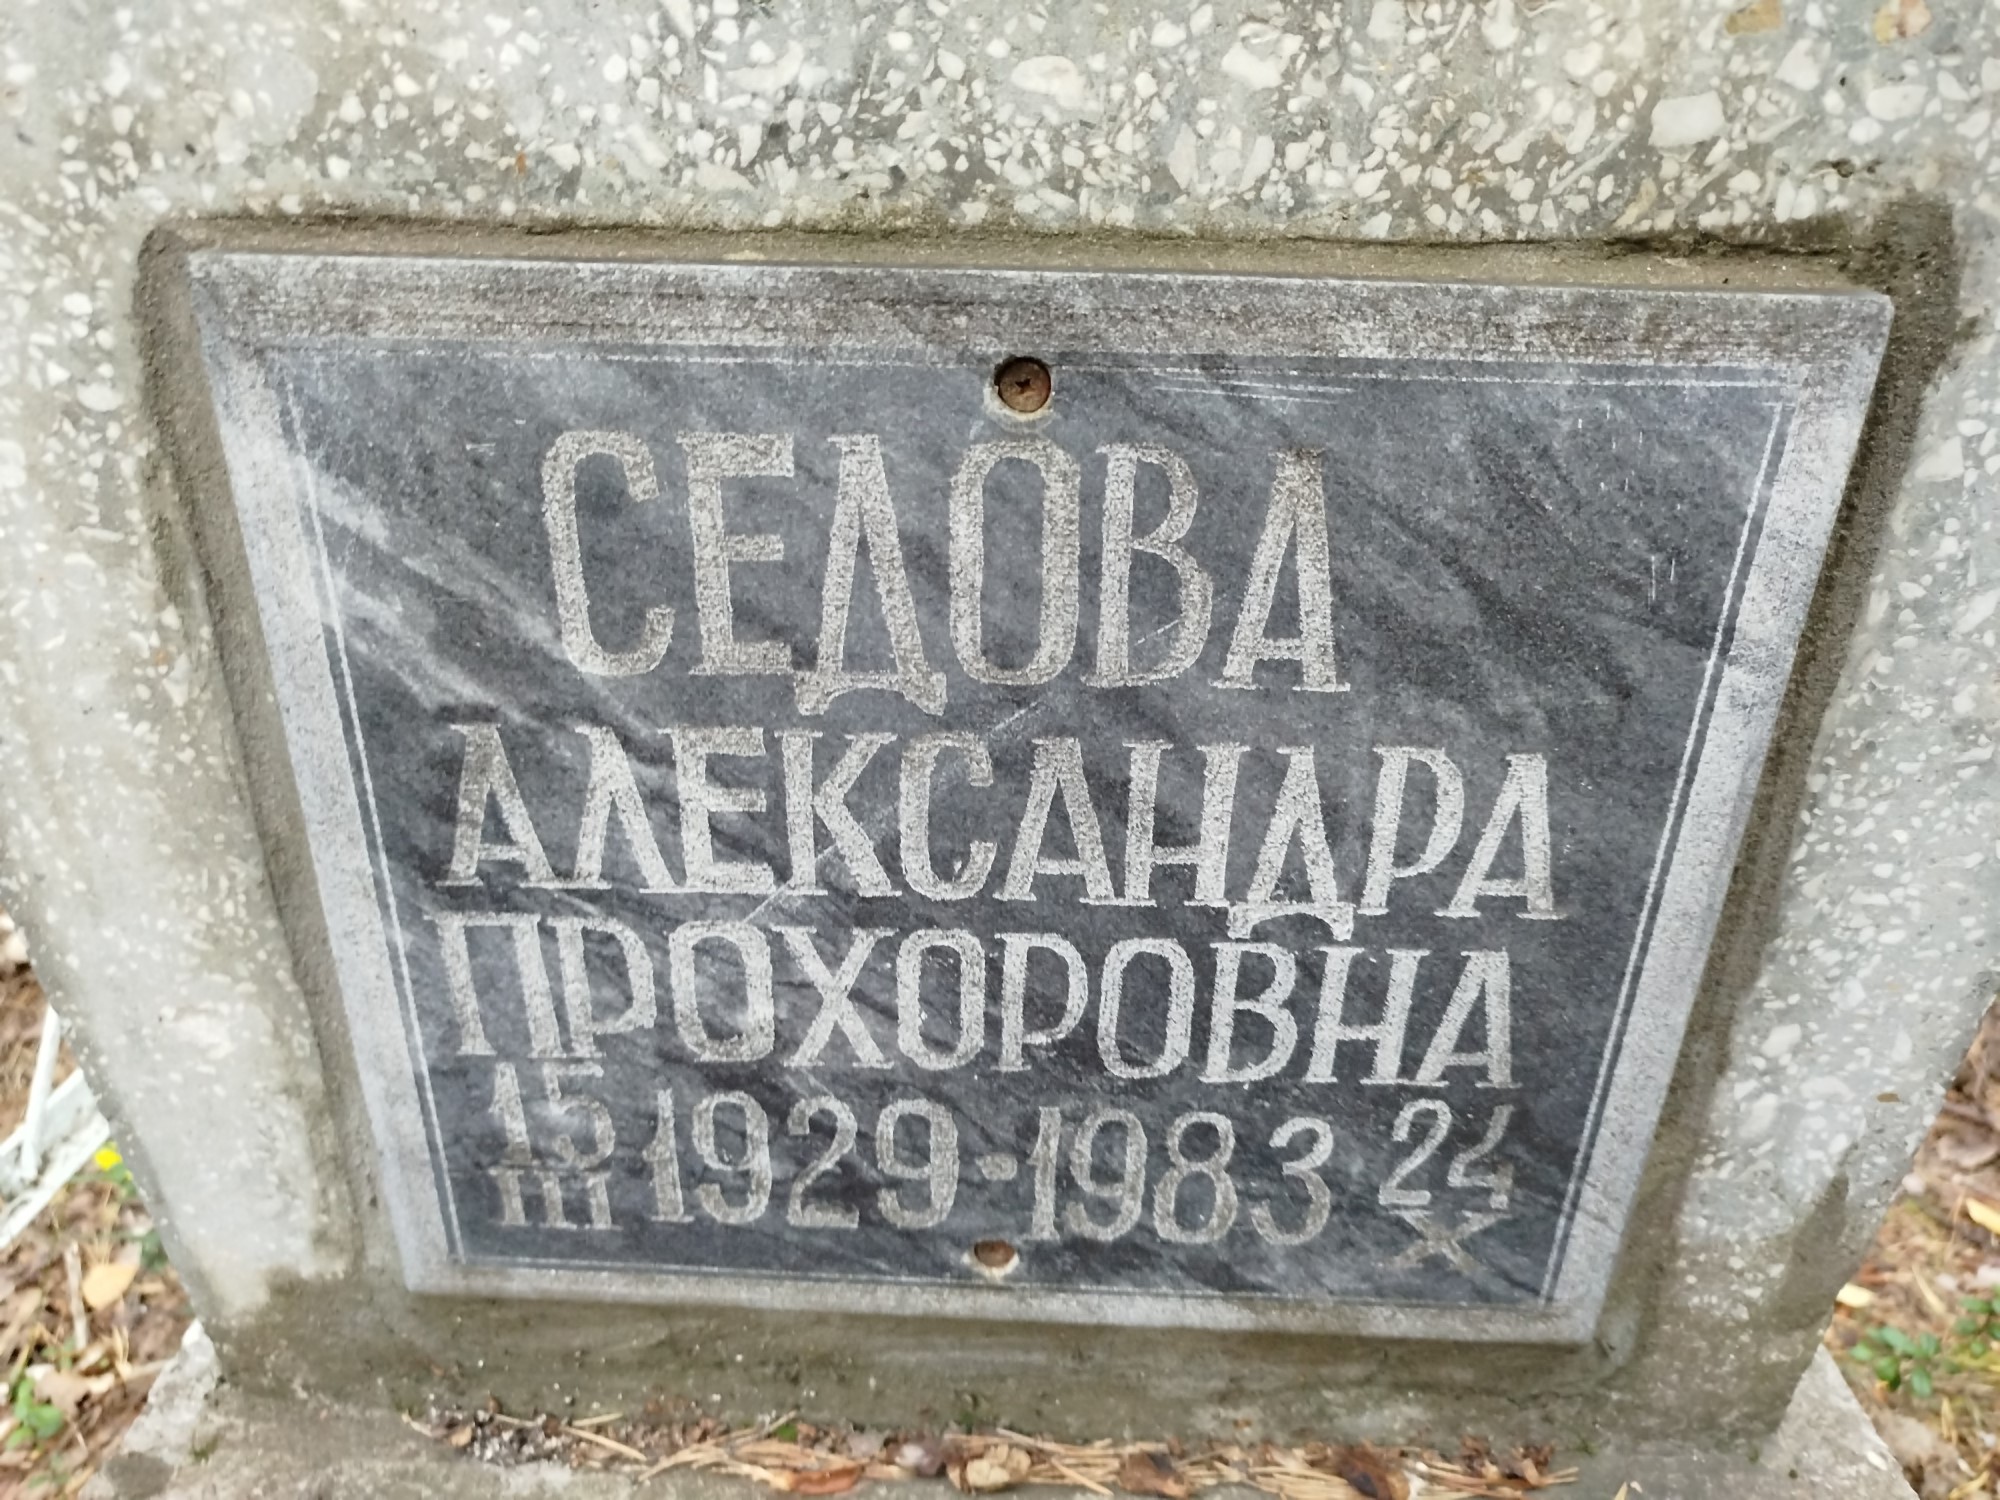 СЕДОВА
АЛЕКСАНДРА
ПРОХОРОВНА
15 III 1929 · 1983 24 X